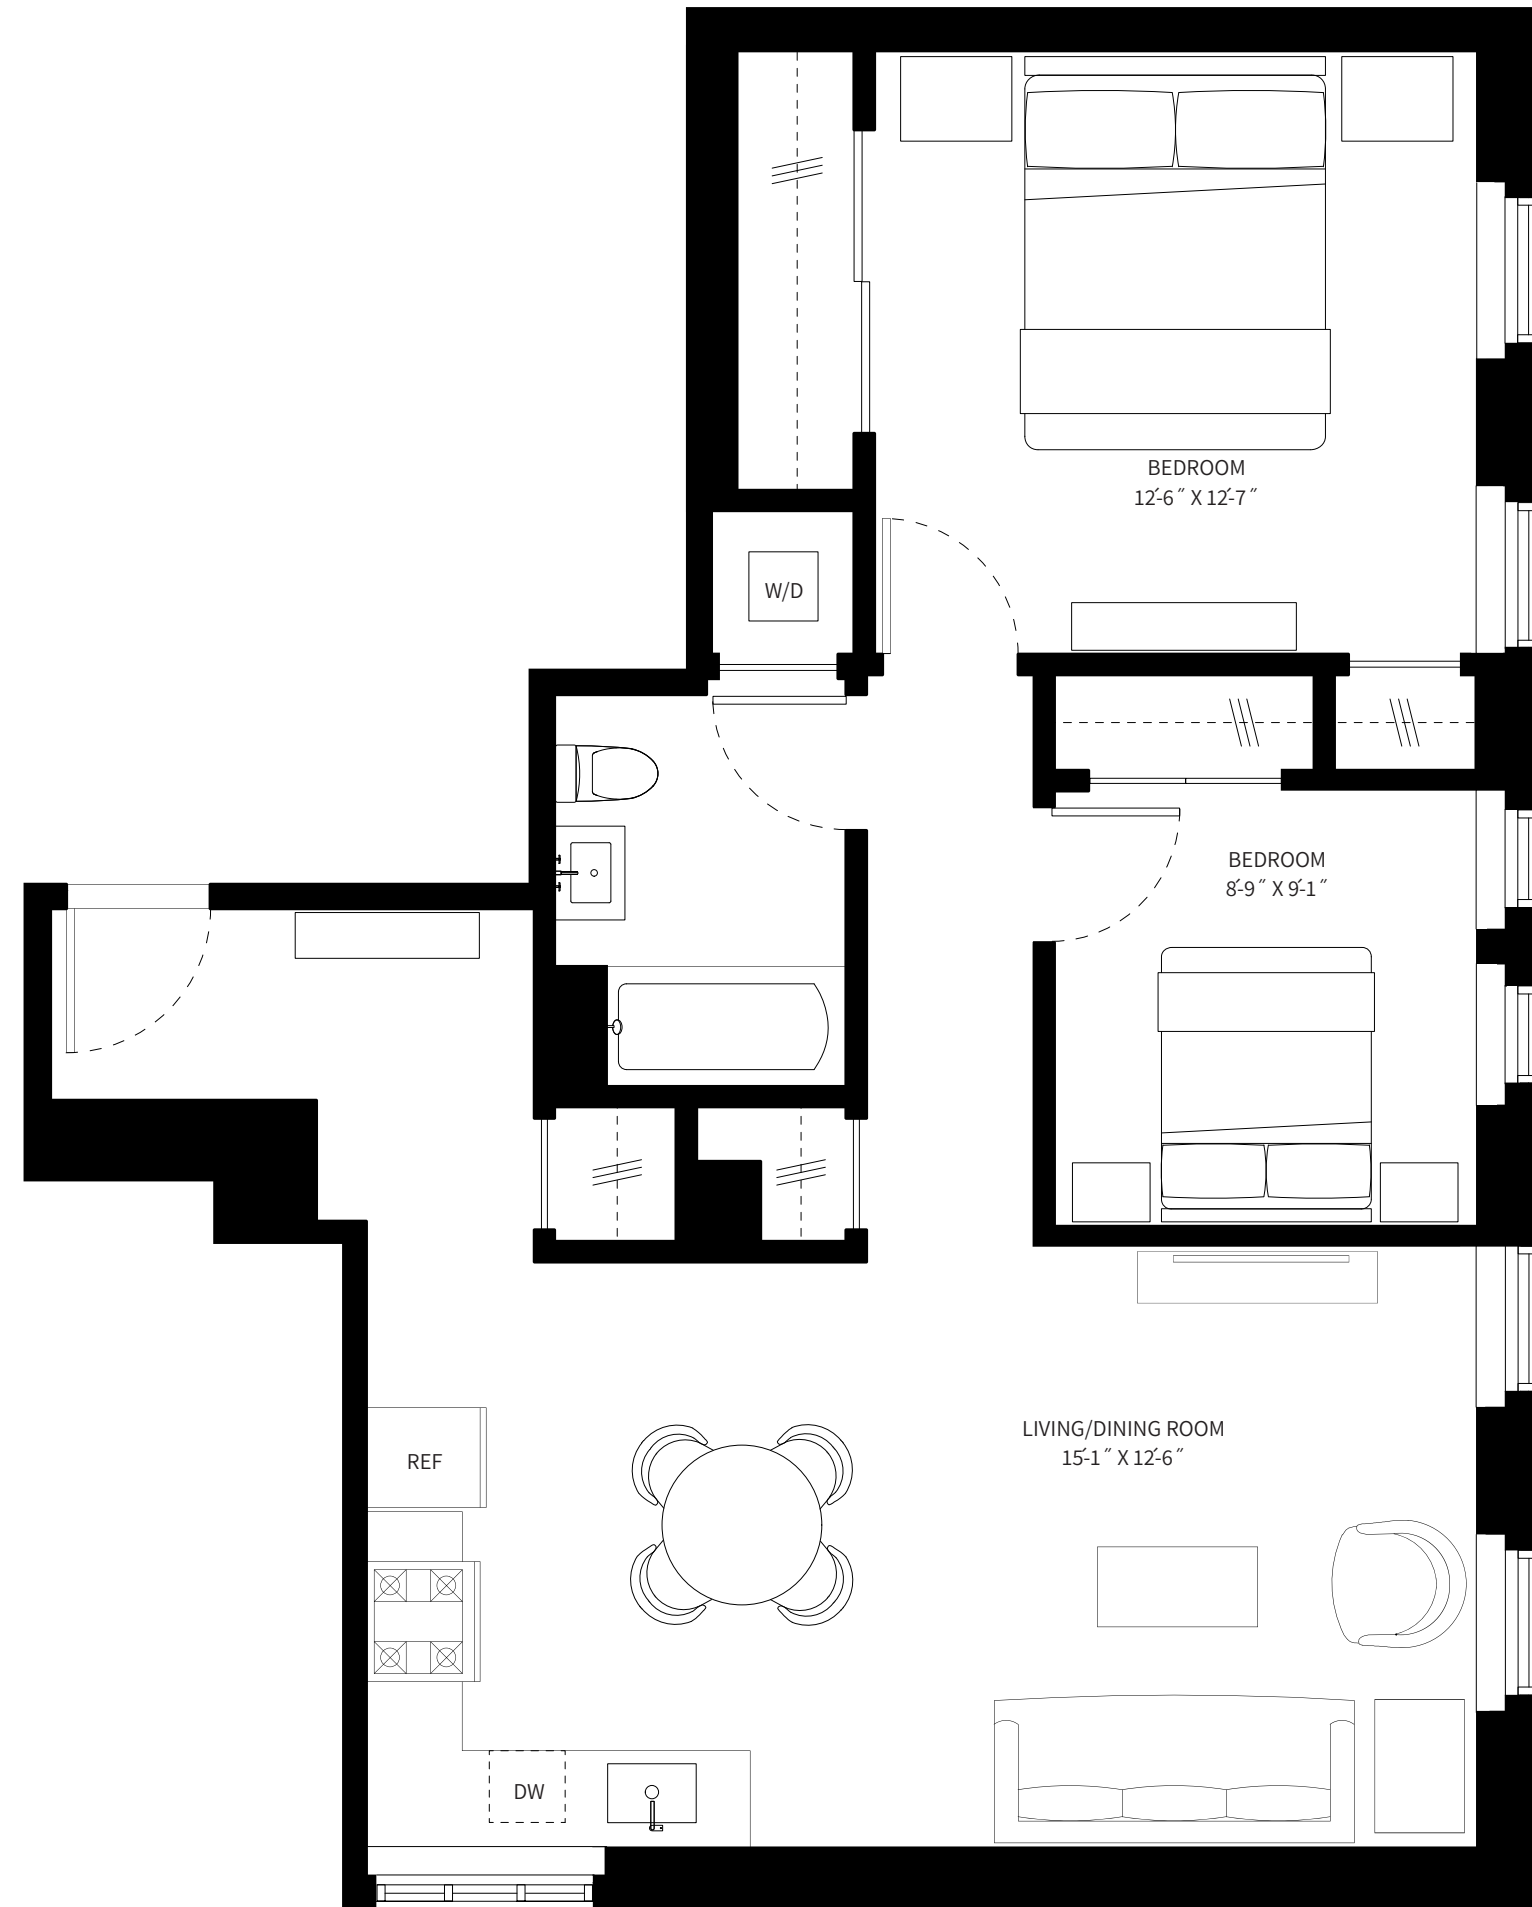 BEDROOM
12´-6˝ X 12´-7˝
W/D
BEDROOM
8´-9˝ X 9´-1˝
LIVING/DINING ROOM
15´-1˝ X 12´-6˝
REF
DW